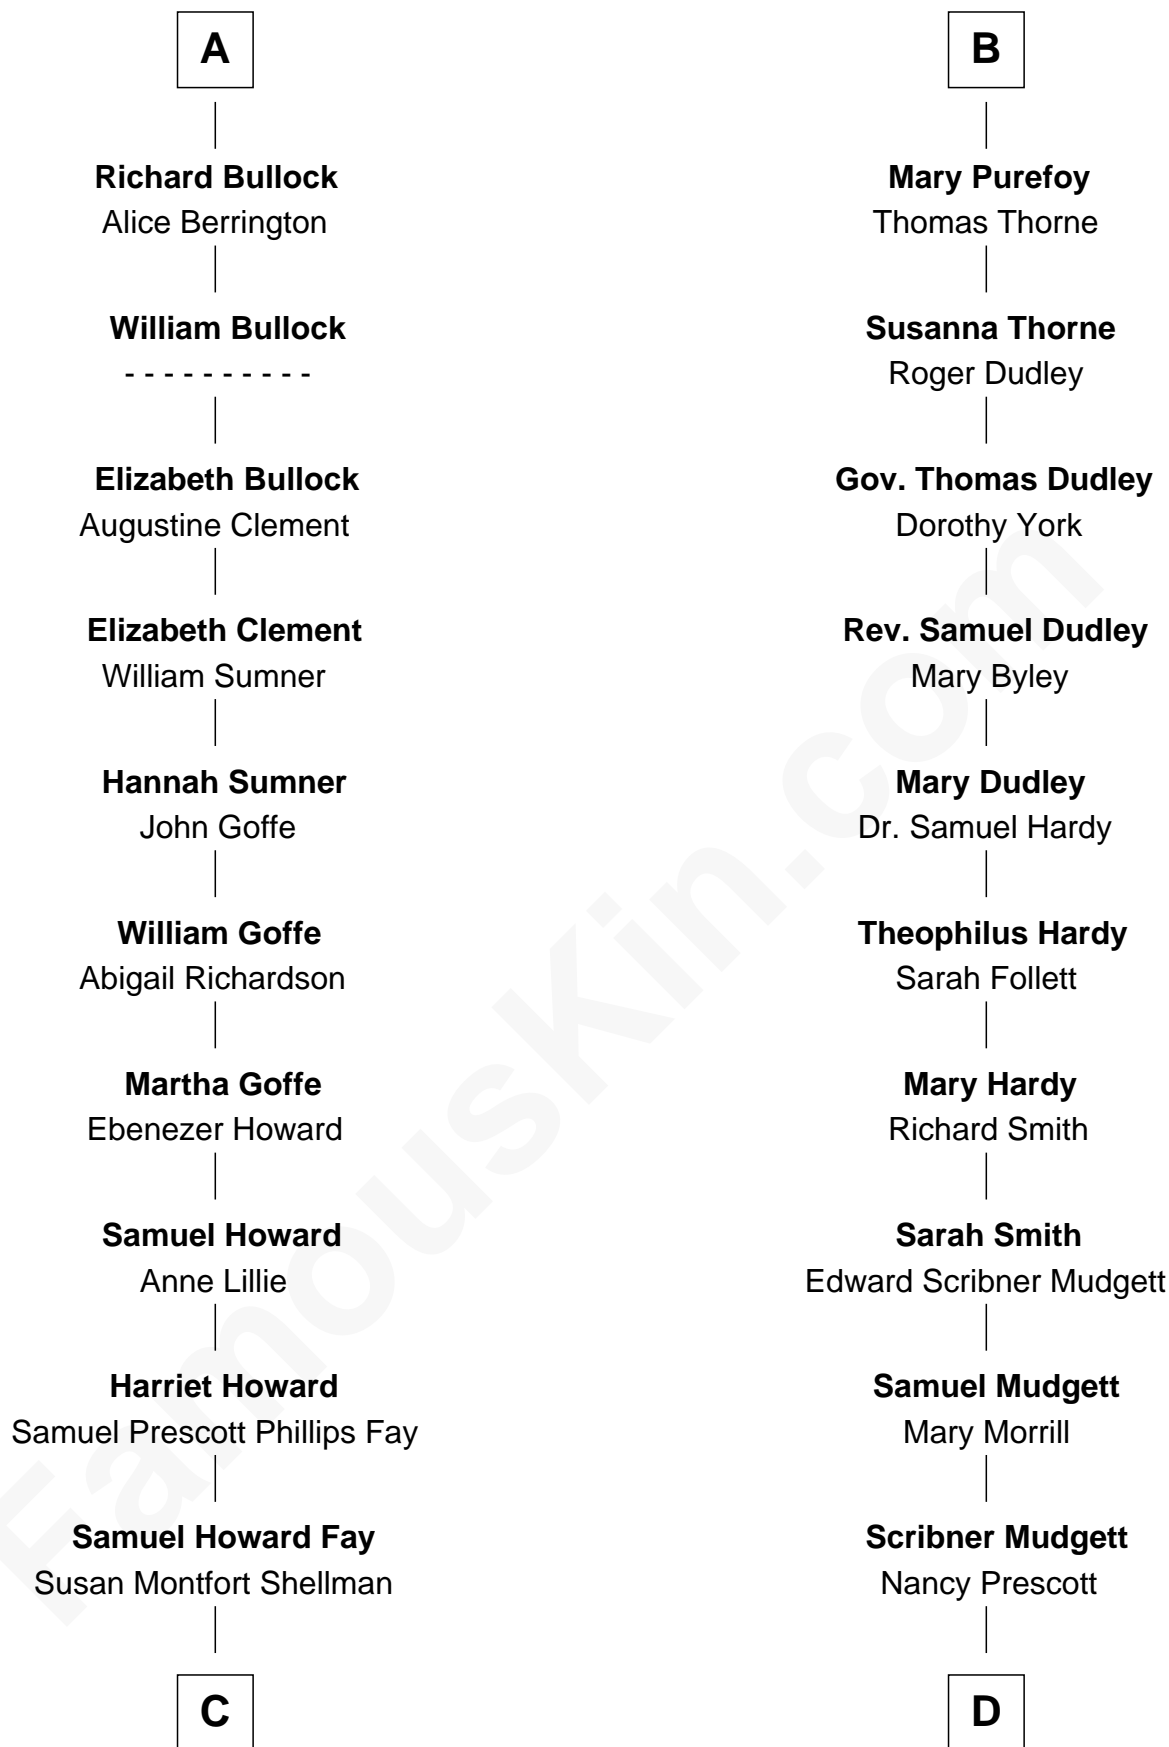 A
Richard Bullock
Alice Berrington
William Bullock
- - - - - - - - - -
Elizabeth Bullock
Augustine Clement
Elizabeth Clement
William Sumner
Hannah Sumner
John Goffe
William Goffe
Abigail Richardson
Martha Goffe
Ebenezer Howard
Samuel Howard
Anne Lillie
Harriet Howard
Samuel Prescott Phillips Fay
Samuel Howard Fay
Susan Montfort Shellman
C
B
Mary Purefoy
Thomas Thorne
Susanna Thorne
Roger Dudley
Gov. Thomas Dudley
Dorothy York
Rev. Samuel Dudley
Mary Byley
Mary Dudley
Dr. Samuel Hardy
Theophilus Hardy
Sarah Follett
Mary Hardy
Richard Smith
Sarah Smith
Edward Scribner Mudgett
Samuel Mudgett
Mary Morrill
Scribner Mudgett
Nancy Prescott
D
FamousKin.com